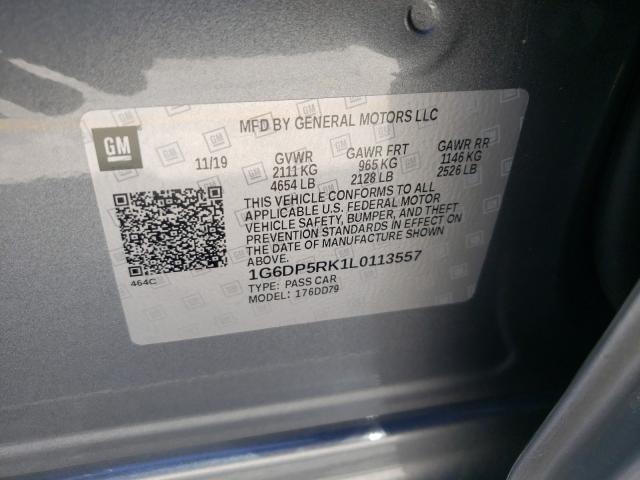 MFD BY GENERAL MOTORS LLC
GM
11/19 GVWR GAWR FRT GAWR RR
2111 KG 965 KG 1146 KG
4654 LB 2128 LB 2526 LB
THIS VEHICLE CONFORMS TO ALL
APPLICABLE U.S. FEDERAL MOTOR
VEHICLE SAFETY, BUMPER, AND THEFT
PREVENTION STANDARDS IN EFFECT ON
THE DATE OF MANUFACTURE SHOWN
ABOVE.
1G6DP5RK1L0113557
TYPE: PASS CAR
MODEL: 176DD79
464C